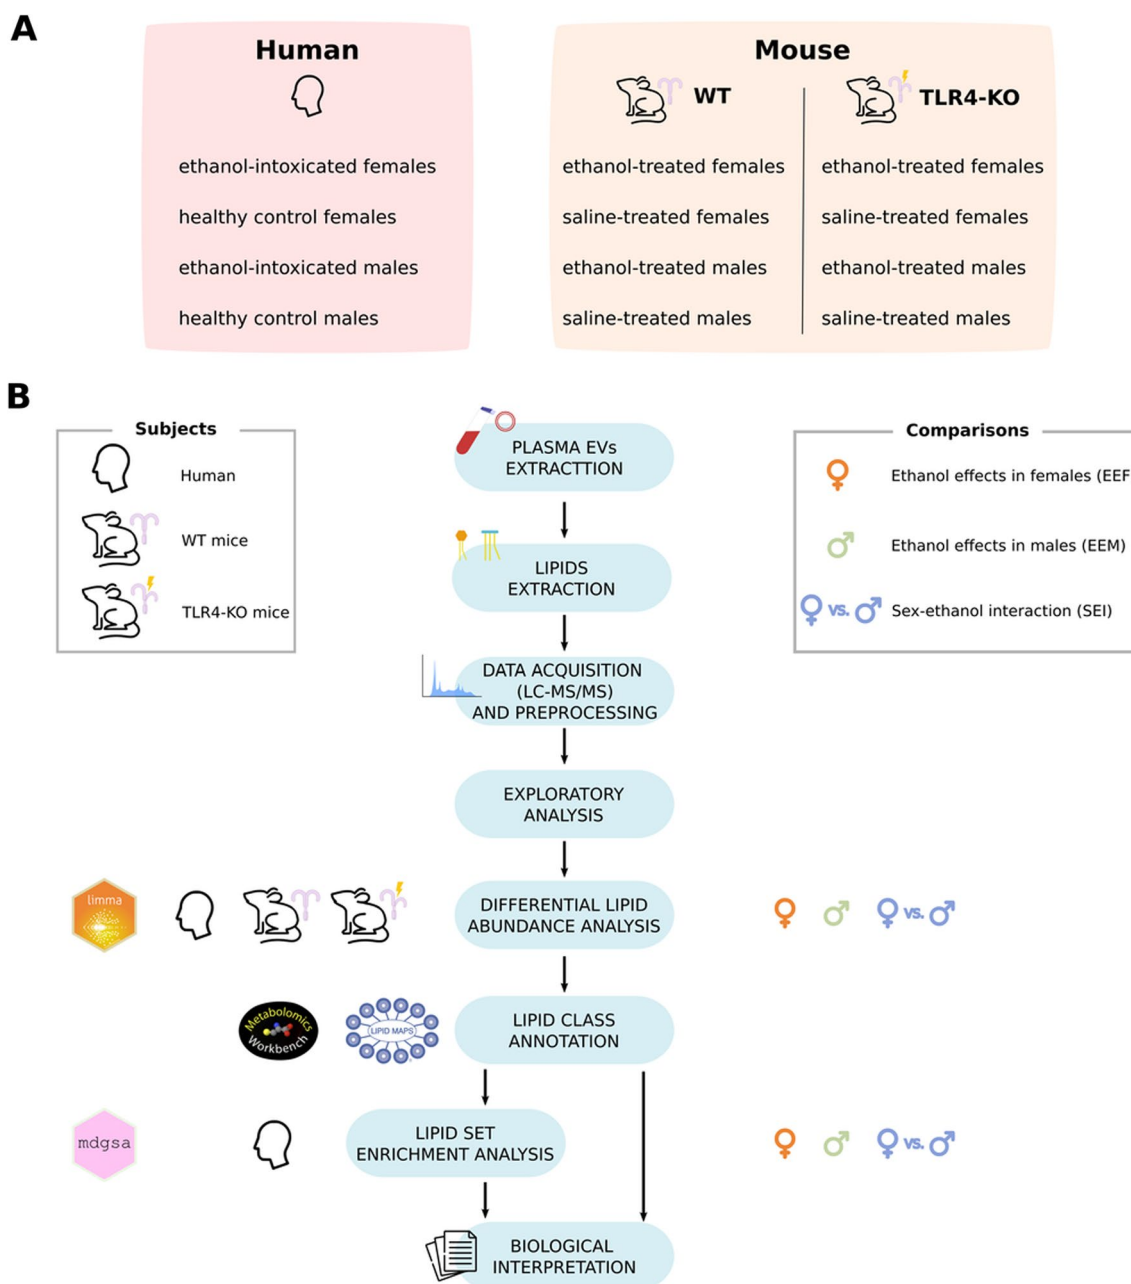 A
Human
ethanol-intoxicated females
healthy control females
ethanol-intoxicated males
healthy control males
Mouse
WT
TLR4-KO
ethanol-treated females
saline-treated females
ethanol-treated males
saline-treated males
ethanol-treated females
saline-treated females
ethanol-treated males
saline-treated males
B
Subjects
Human
WT mice
TLR4-KO mice
PLASMA EVs
EXTRACTTION
LIPIDS
EXTRACTION
DATA ACQUISITION
(LC-MS/MS)
AND PREPROCESSING
EXPLORATORY
ANALYSIS
Comparisons
Ethanol effects in females (EEF
Ethanol effects in males (EEM)
VS. Sex-ethanol interaction (SEI)
limma
DIFFERENTIAL LIPID
ABUNDANCE ANALYSIS
VS.
Metabolomics
Workbench
LIPID MAPS
LIPID CLASS
ANNOTATION
mdgsa
LIPID SET
ENRICHMENT ANALYSIS
VS.
BIOLOGICAL
INTERPRETATION